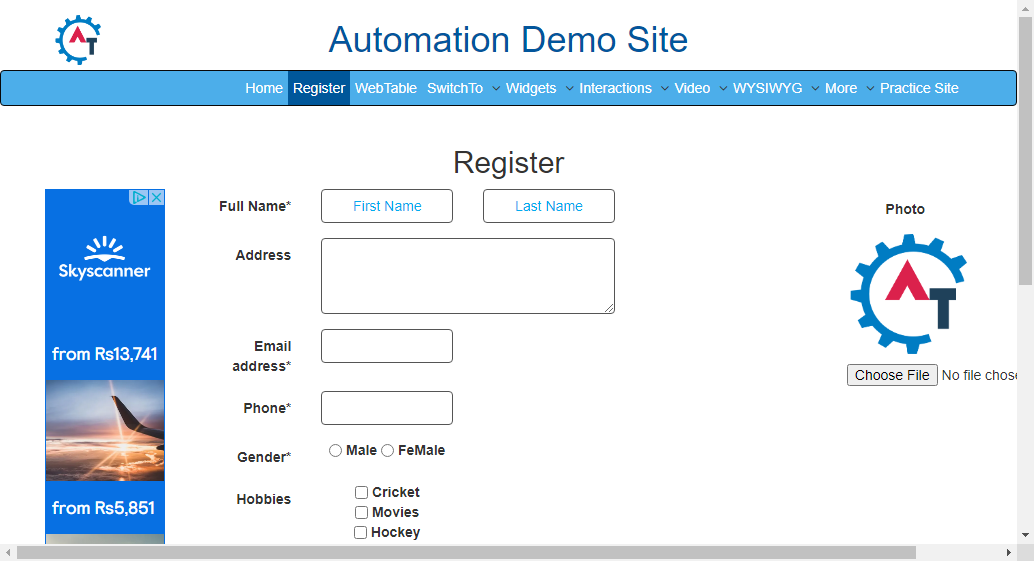 Automation Demo Site
Home Register WebTable SwitchTo Widgets Interactions Video WYSIWYG More Practice Site
Register
Full Name* First Name Last Name
Photo
Address
Skyscanner
from Rs13,741
Email address*
Choose File No file chose
Phone*
Gender* Male FeMale
Hobbies
Cricket
Movies
Hockey
from Rs5,851